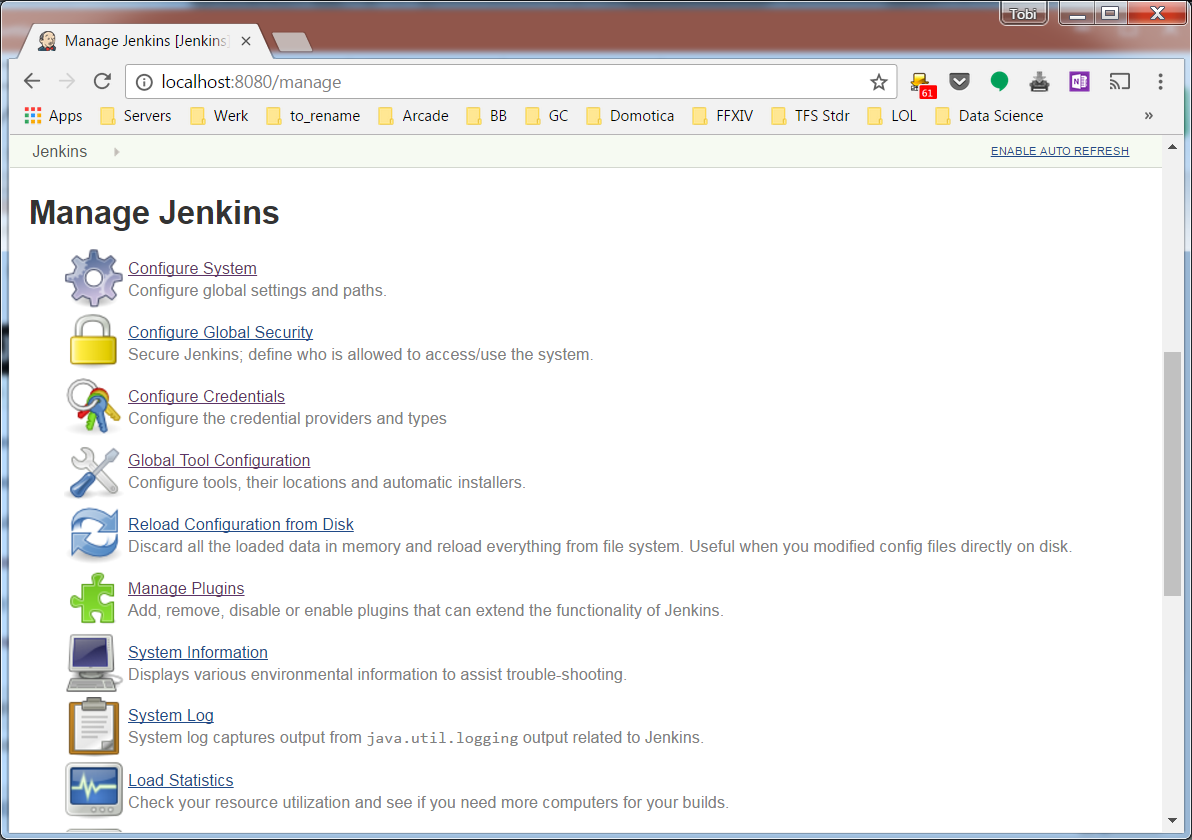 Tobi
Manage Jenkins [Jenkins]
localhost:8080/manage
61
N
Apps Servers Werk to_rename Arcade BB GC Domotica FFXIV TFS Stdr LOL Data Science »
Jenkins ENABLE AUTO REFRESH
Manage Jenkins
Configure System
Configure global settings and paths.
Configure Global Security
Secure Jenkins; define who is allowed to access/use the system.
Configure Credentials
Configure the credential providers and types
Global Tool Configuration
Configure tools, their locations and automatic installers.
Reload Configuration from Disk
Discard all the loaded data in memory and reload everything from file system. Useful when you modified config files directly on disk.
Manage Plugins
Add, remove, disable or enable plugins that can extend the functionality of Jenkins.
System Information
Displays various environmental information to assist trouble-shooting.
System Log
System log captures output from java.util.logging output related to Jenkins.
Load Statistics
Check your resource utilization and see if you need more computers for your builds.